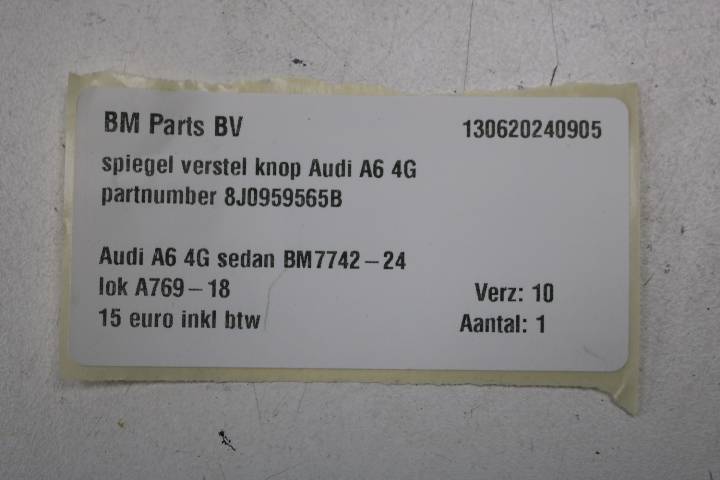 BM Parts BV 130620240905
spiegel verstel knop Audi A6 4G
partnumber 8J0959565B
Audi A6 4G sedan BM7742-24
lok A769-18 Verz: 10
15 euro inkl btw Aantal: 1